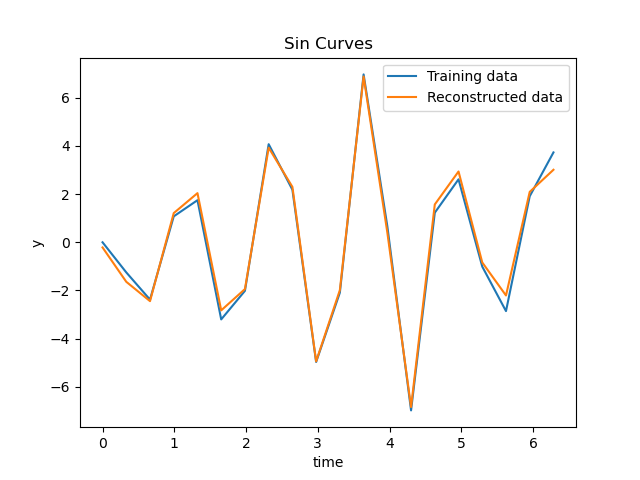 Sin Curves
Training data
Reconstructed data
6
4
2
0
−2
−4
−6
y
0 1 2 3 4 5 6
time